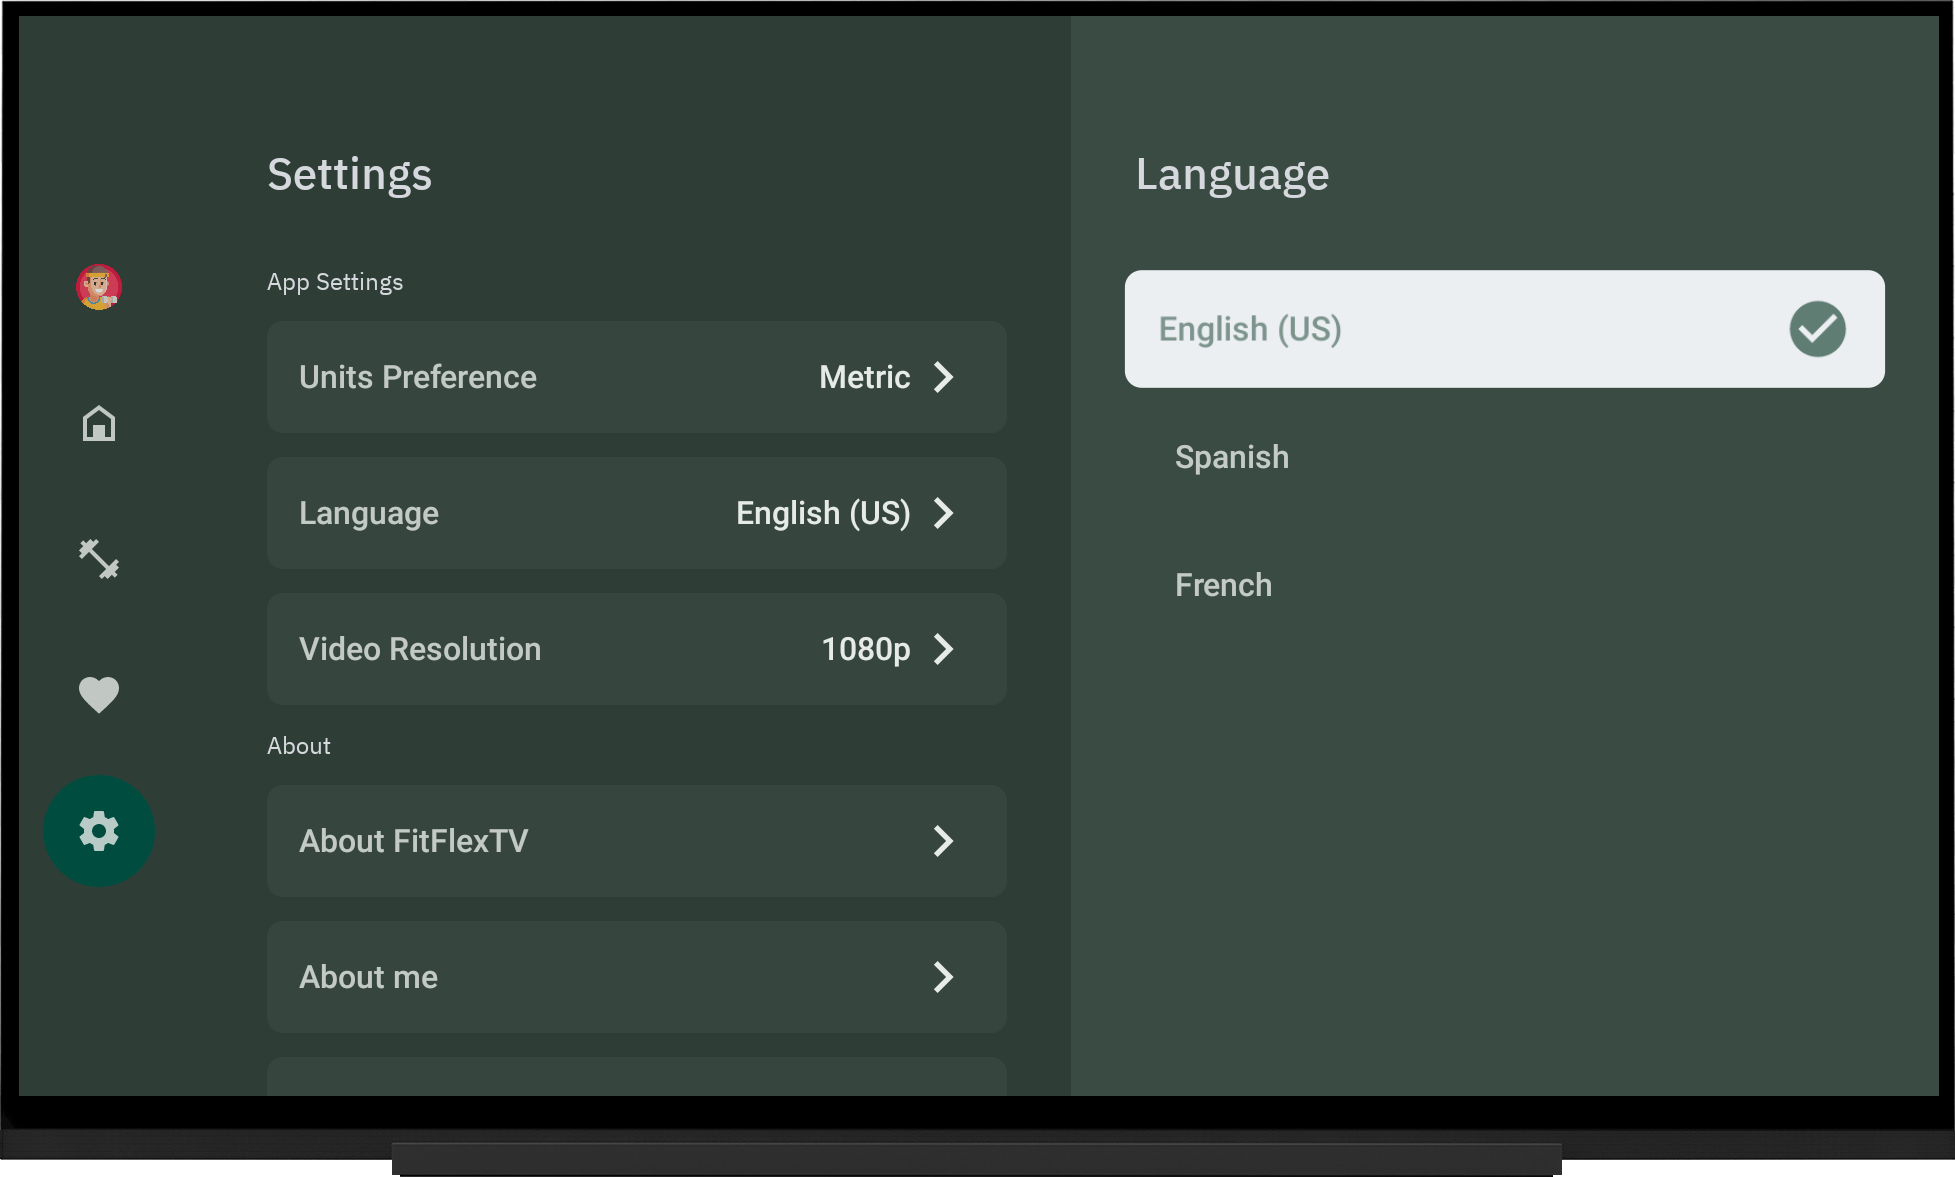 Settings
App Settings
Units Preference
Metric
Language
English (US)
Video Resolution
1080p
About
About FitFlexTV
About me
Language
English (US)
Spanish
French